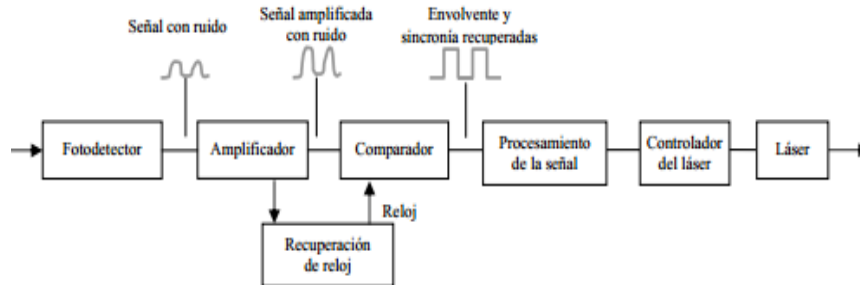 Señal con ruido
Señal amplificada
con ruido
Envolvente y
sincronía recuperadas
Fotodetector
Amplificador
Comparador
Procesamiento
de la señal
Controlador
del láser
Láser
Reloj
Recuperación
de reloj